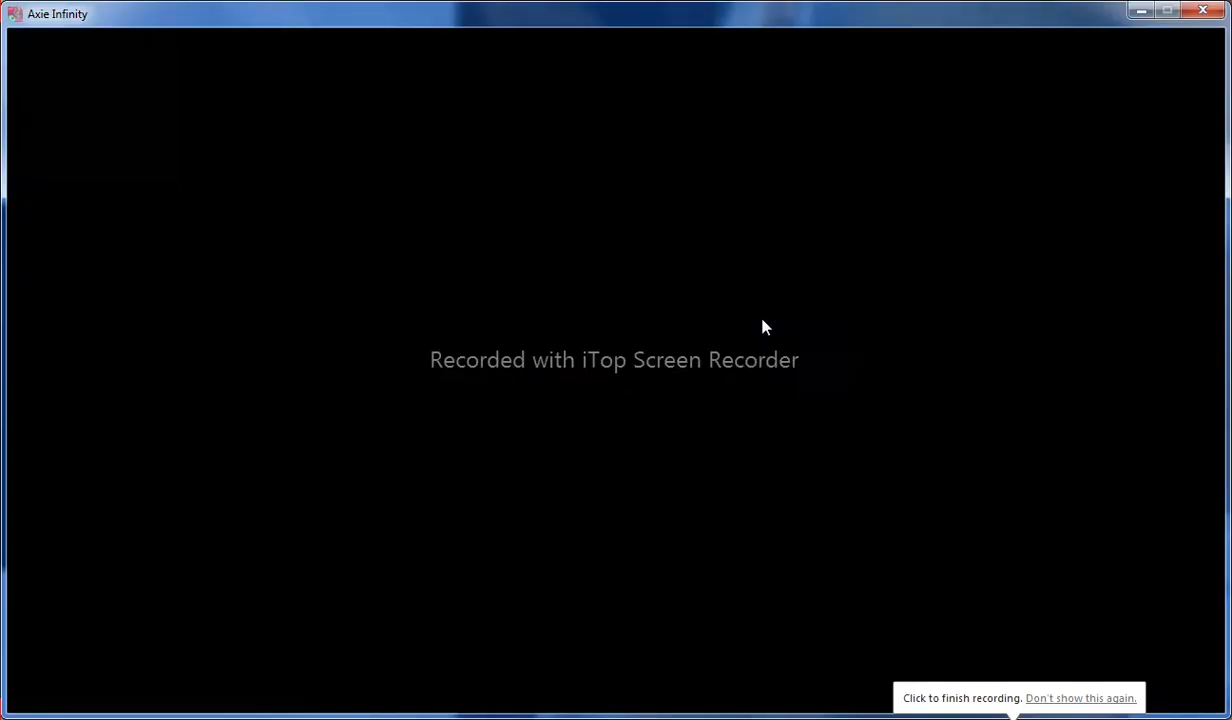 Axie Infinity
Recorded with iTop Screen Recorder
Click to finish recording. Don't show this again.